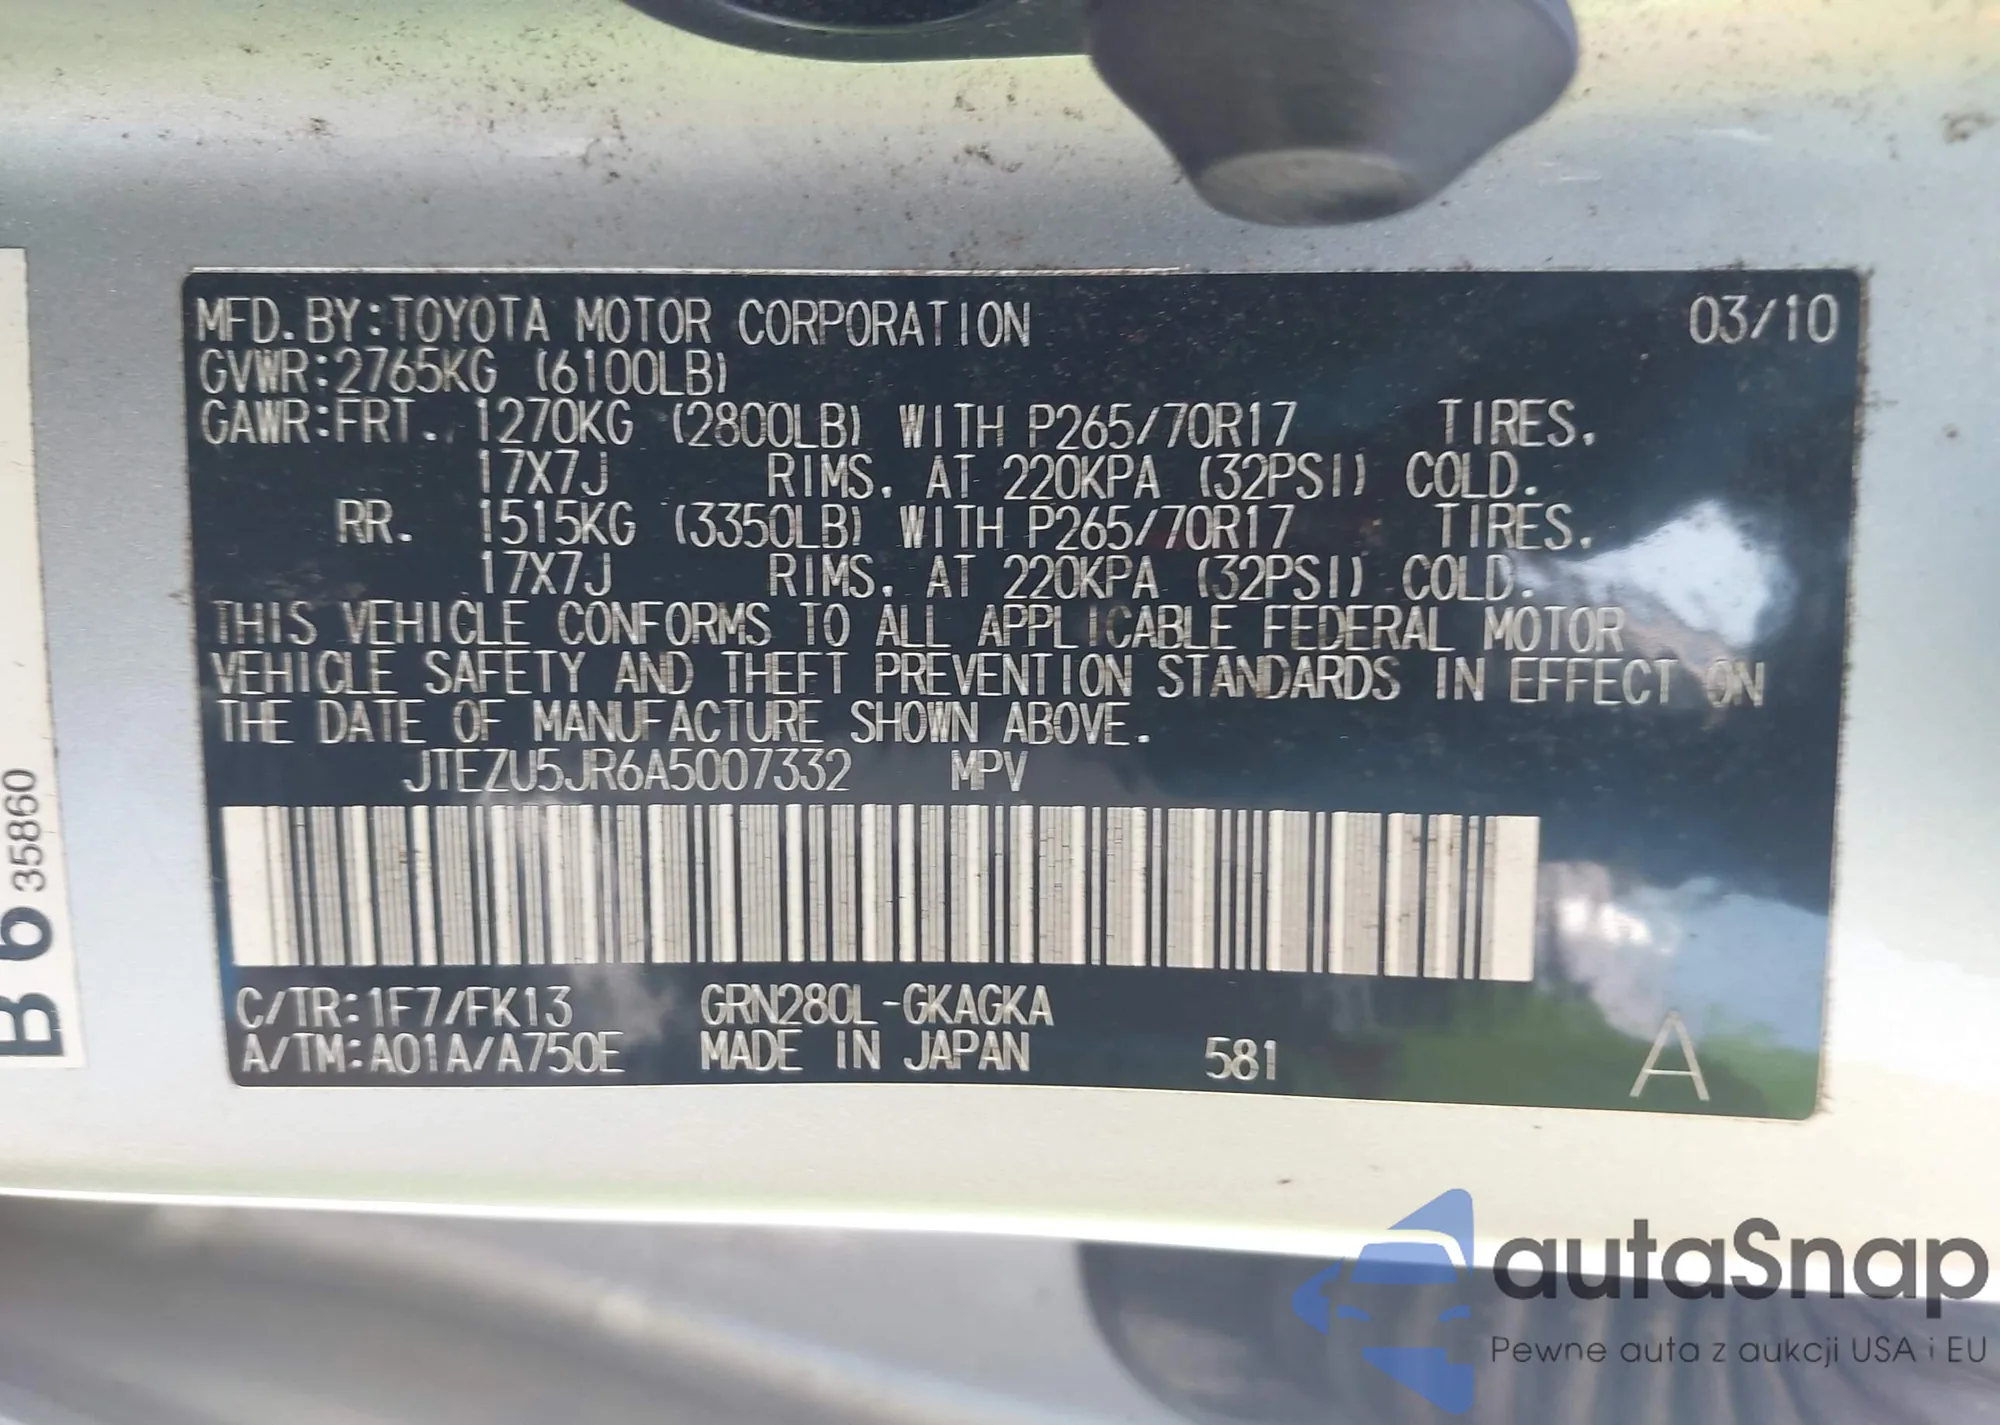 MFD.BY:TOYOTA MOTOR CORPORATION 03/10
GVWR:2765KG (6100LB)
GAWR:FRT. 1270KG (2800LB) WITH P265/70R17 TIRES,
17X7J RIMS, AT 220KPA (32PSI) COLD.
RR. 1515KG (3350LB) WITH P265/70R17 TIRES,
17X7J RIMS, AT 220KPA (32PSI) COLD.
THIS VEHICLE CONFORMS TO ALL APPLICABLE FEDERAL MOTOR
VEHICLE SAFETY AND THEFT PREVENTION STANDARDS IN EFFECT ON
THE DATE OF MANUFACTURE SHOWN ABOVE.
JTEZU5JR6A5007332 MPV
C/TR:1F7/FK13 GRN280L-GKAGKA
A/TM:A01A/A750E MADE IN JAPAN 581 A
B 6 35860
autaSnap
Pewne auta z aukcji USA i EU